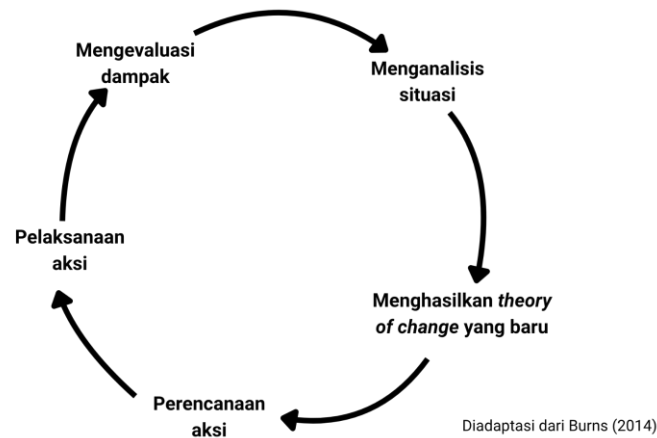 Mengevaluasi
dampak
Menganalisis
situasi
Menghasilkan theory
of change yang baru
Perencanaan
aksi
Pelaksanaan
aksi
Diadaptasi dari Burns (2014)